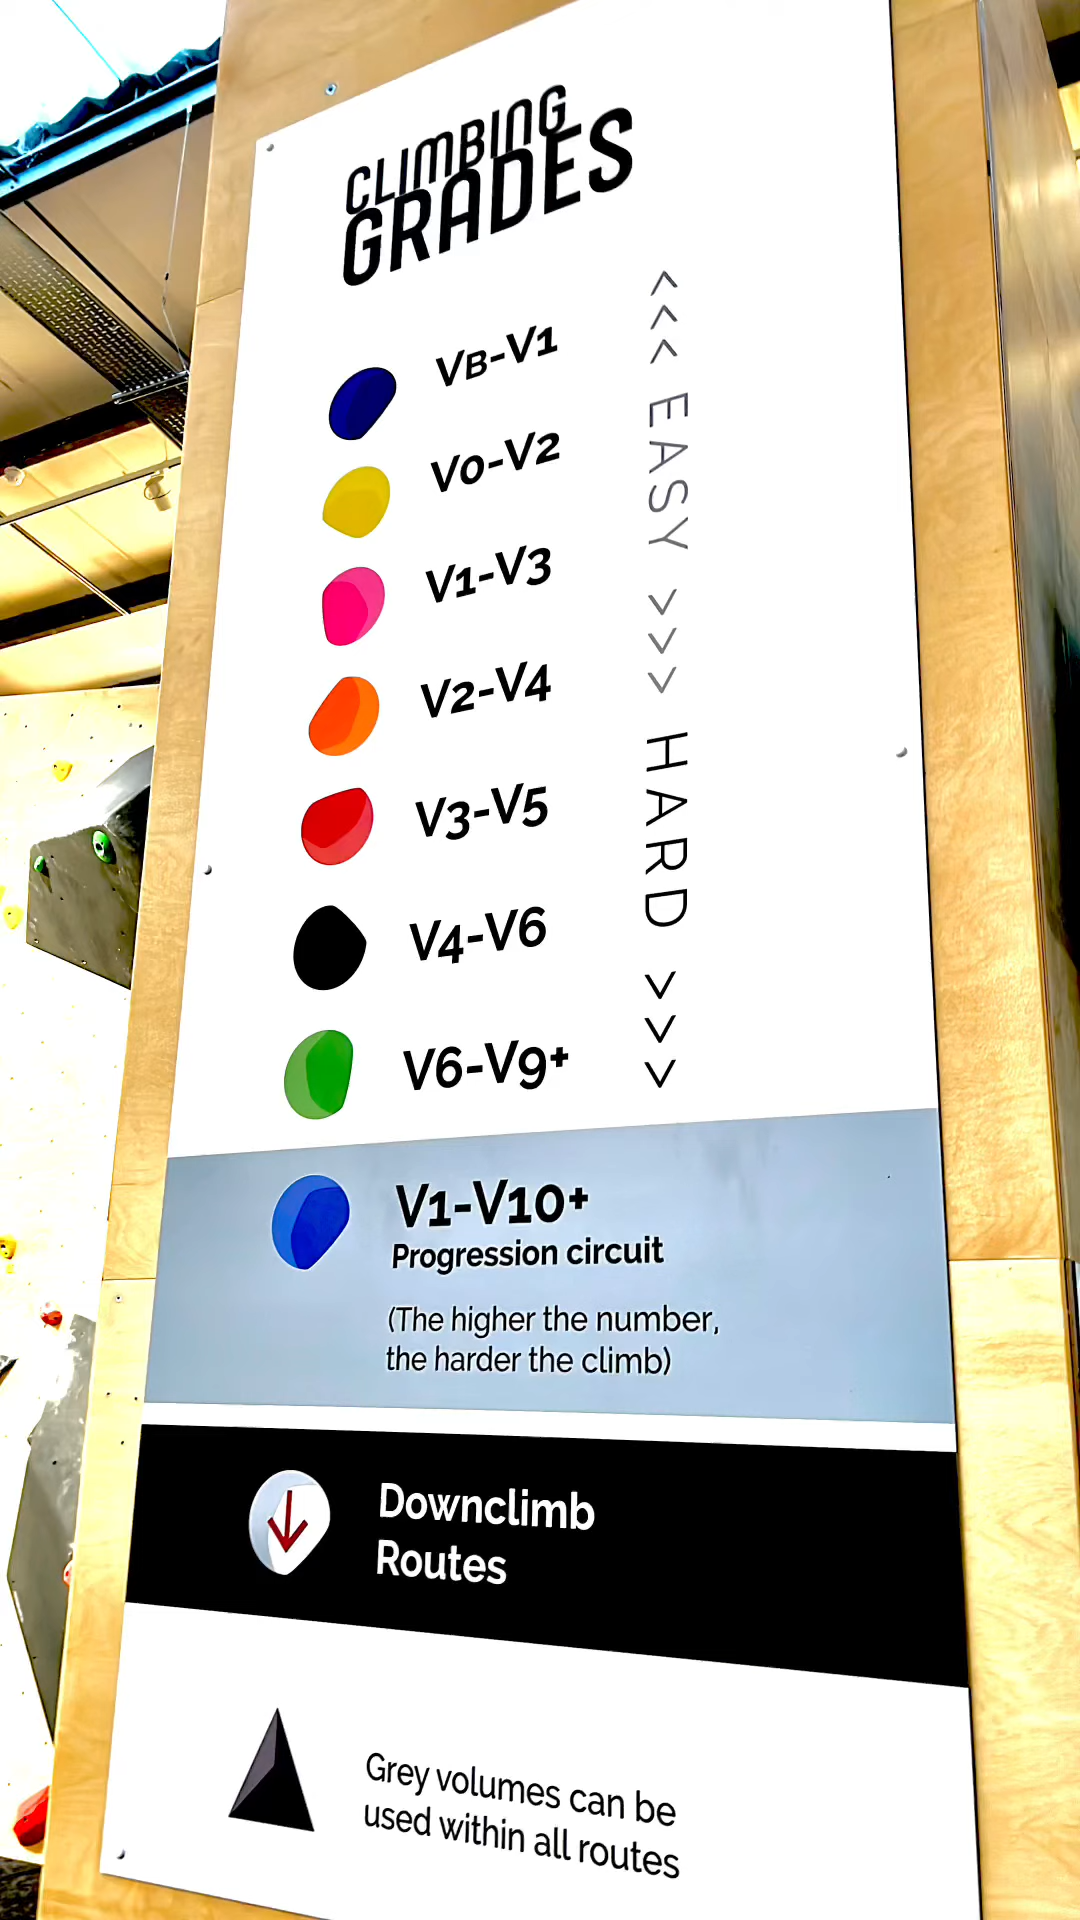 CLIMBING
GRADES
VB-V1
V0-V2
V1-V3
V2-V4
V3-V5
V4-V6
V6-V9+
<<< EASY >>> HARD >>>
V1-V10+
Progression circuit
(The higher the number,
the harder the climb)
Downclimb
Routes
Grey volumes can be
used within all routes